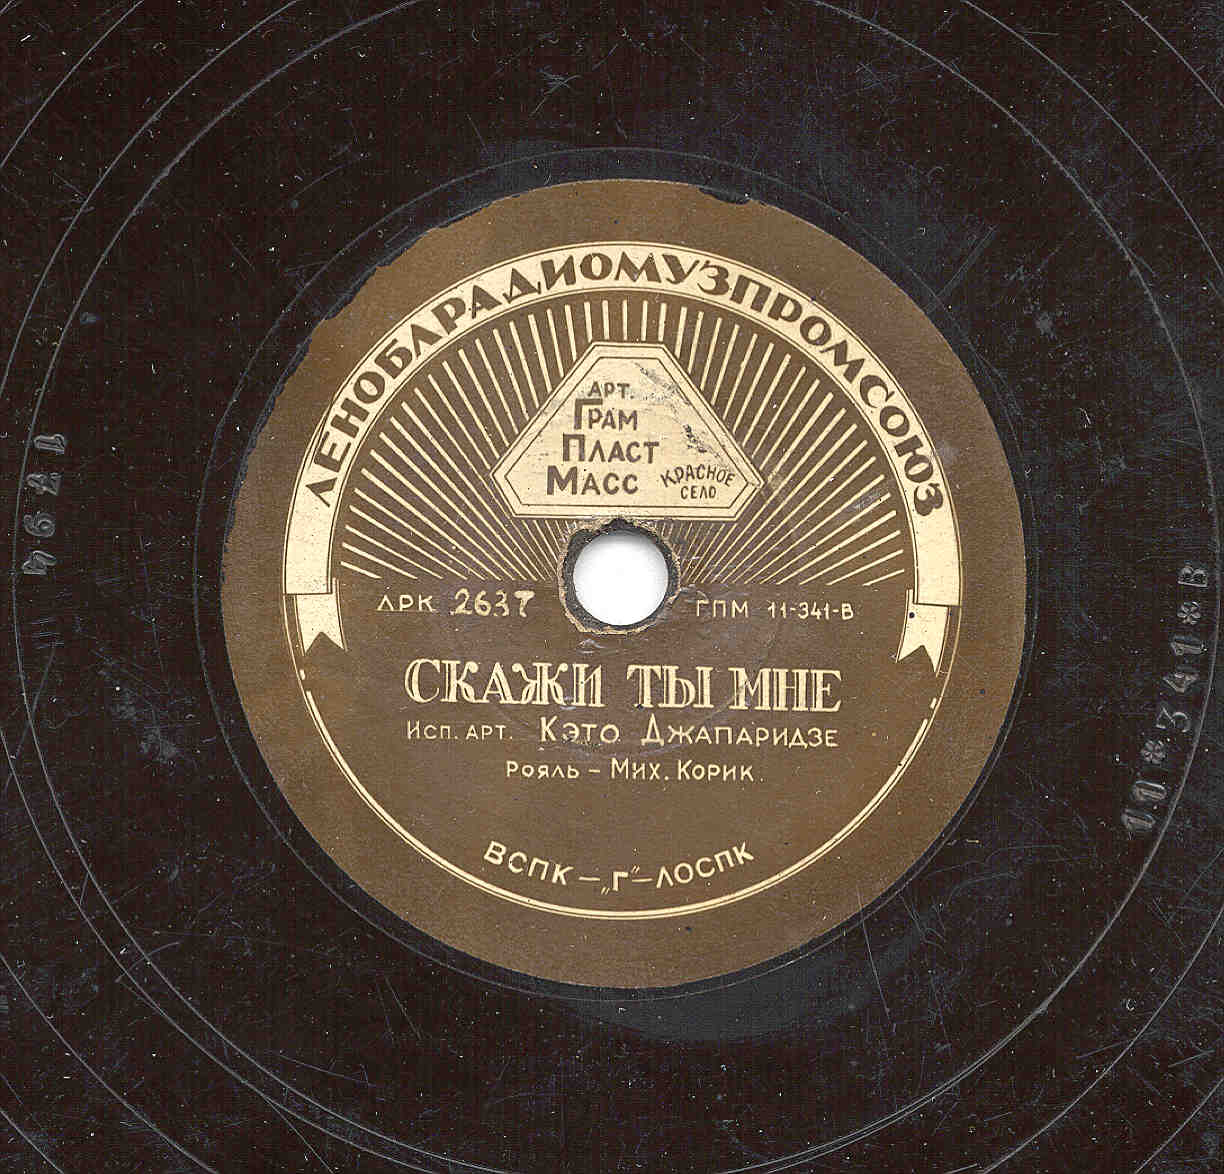 ЛЕНОБЛРАДИОМУЗПРОМСОЮЗ
АРТ.
ГРАМ
ПЛАСТ
МАСС
КРАСНОЕ
СЕЛО
ЛРК 2637
ГПМ 11-341-В
СКАЖИ ТЫ МНЕ
ИСП. АРТ. КЭТО ДЖАПАРИДЗЕ
РОЯЛЬ – МИХ. КОРИК.
ВСПК – „Г“ – ЛОСПК
11*341*В